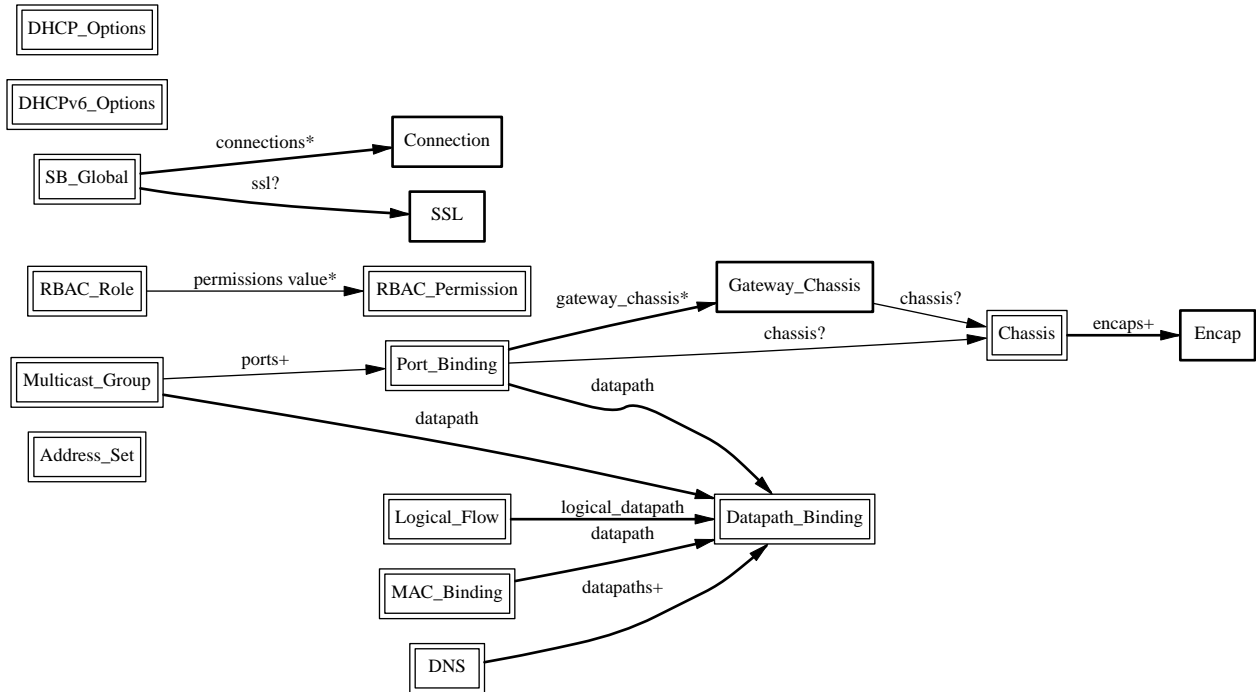 DHCP_Options
DHCPv6_Options
connections*
Connection
SB_Global
ssl?
SSL
RBAC_Role
permissions value*
RBAC_Permission
gateway_chassis*
Gateway_Chassis
chassis?
chassis?
Chassis
encaps+
Encap
Multicast_Group
ports+
Port_Binding
datapath
datapath
Address_Set
Logical_Flow
logical_datapath
Datapath_Binding
datapath
MAC_Binding
datapaths+
DNS